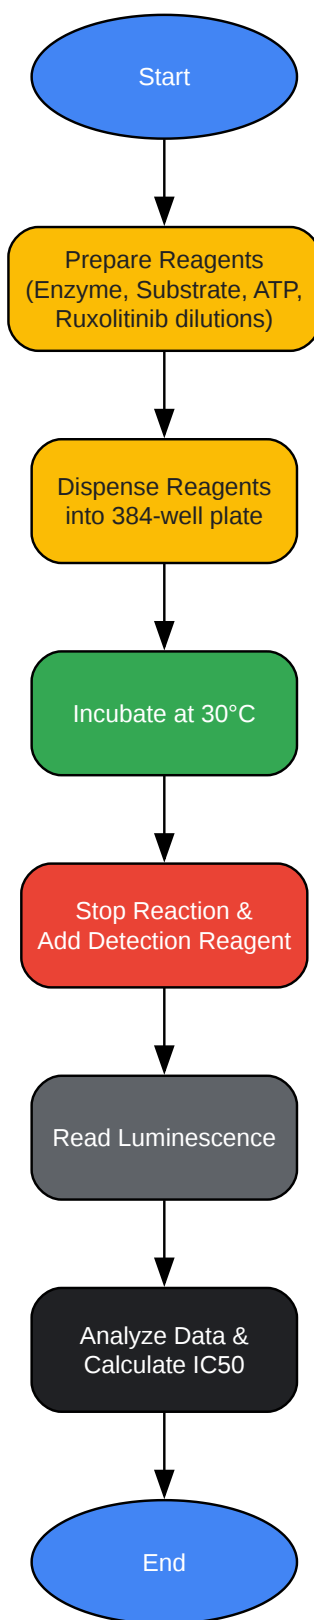 Start
Prepare Reagents
(Enzyme, Substrate, ATP,
Ruxolitinib dilutions)
Dispense Reagents
into 384-well plate
Incubate at 30°C
Stop Reaction &
Add Detection Reagent
Read Luminescence
Analyze Data &
Calculate IC50
End